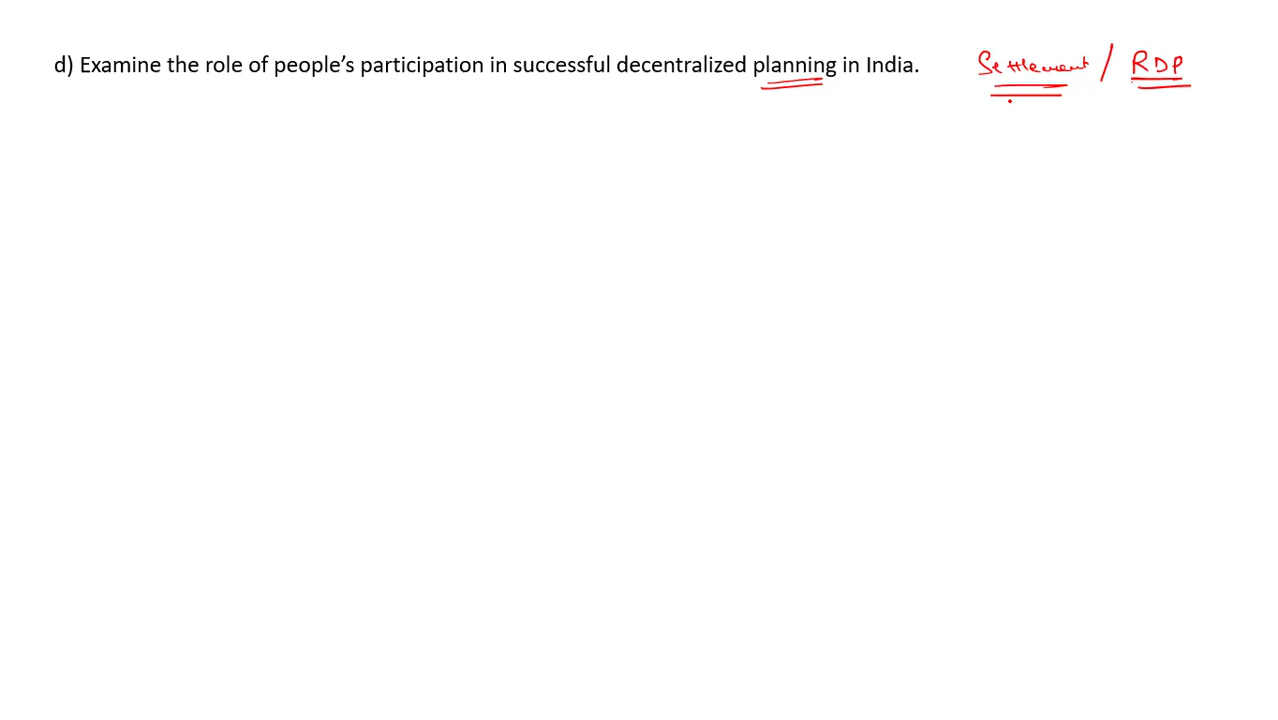 d) Examine the role of people’s participation in successful decentralized planning in India. Settlement / RDP